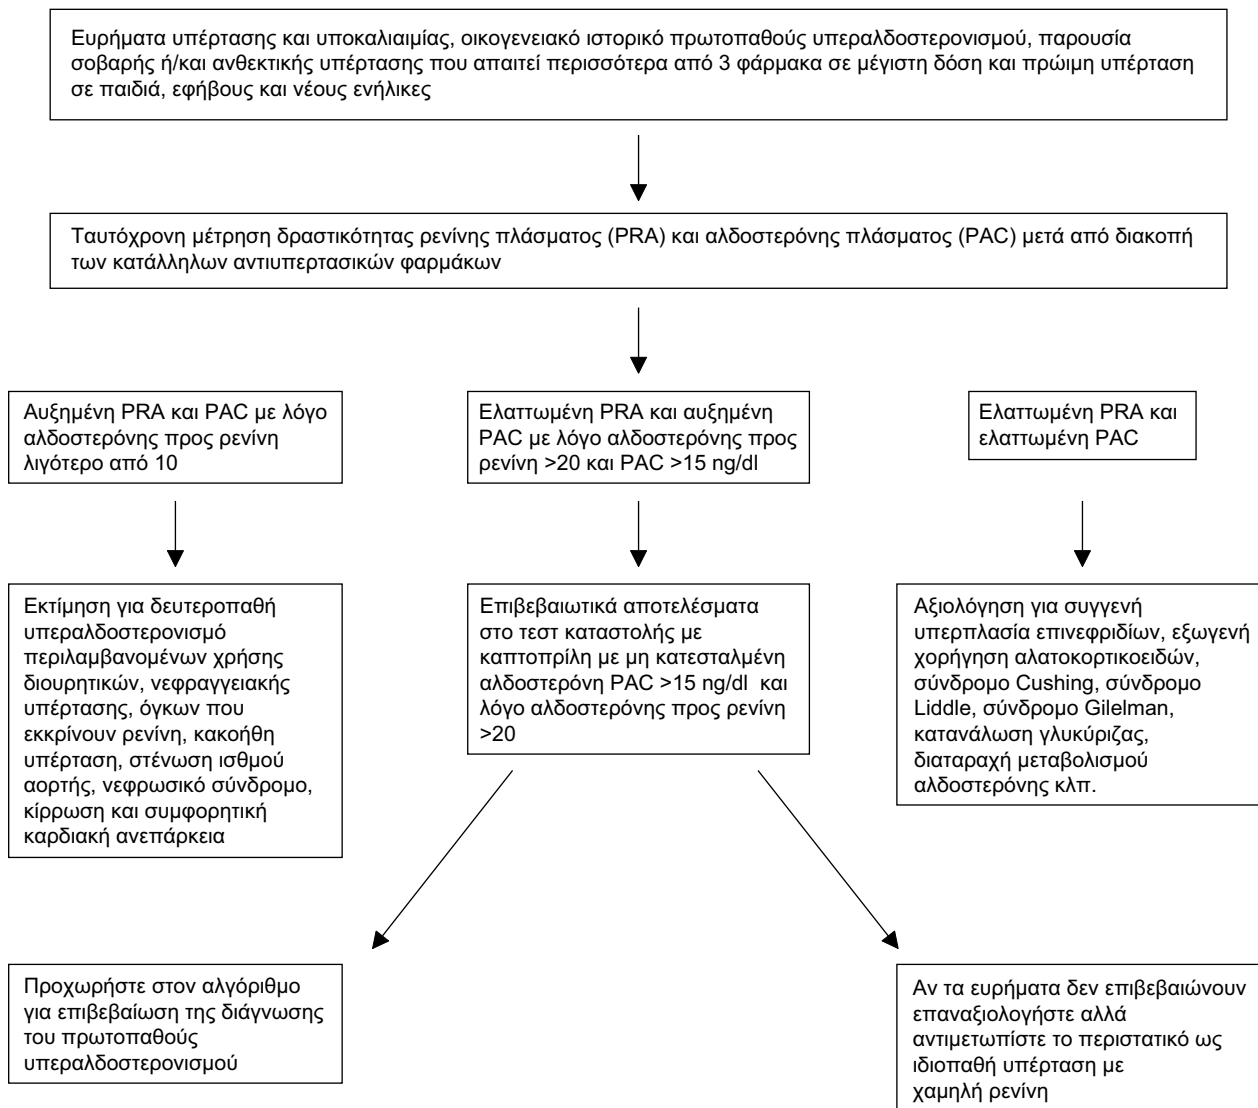 Ευρήματα υπέρτασης και υποκαλιαιμίας, οικογενειακό ιστορικό πρωτοπαθούς υπεραλδοστερονισμού, παρουσία
σοβαρής ή/και ανθεκτικής υπέρτασης που απαιτεί περισσότερα από 3 φάρμακα σε μέγιστη δόση και πρώιμη υπέρταση
σε παιδιά, εφήβους και νέους ενήλικες
Ταυτόχρονη μέτρηση δραστικότητας ρενίνης πλάσματος (PRA) και αλδοστερόνης πλάσματος (PAC) μετά από διακοπή
των κατάλληλων αντιυπερτασικών φαρμάκων
Αυξημένη PRA και PAC με λόγο
αλδοστερόνης προς ρενίνη
λιγότερο από 10
Ελαττωμένη PRA και αυξημένη
PAC με λόγο αλδοστερόνης προς
ρενίνη >20 και PAC >15 ng/dl
Ελαττωμένη PRA και
ελαττωμένη PAC
Εκτίμηση για δευτεροπαθή
υπεραλδοστερονισμό
περιλαμβανομένων χρήσης
διουρητικών, νεφραγγειακής
υπέρτασης, όγκων που
εκκρίνουν ρενίνη, κακοήθη
υπέρταση, στένωση ισθμού
αορτής, νεφρωσικό σύνδρομο,
κίρρωση και συμφορητική
καρδιακή ανεπάρκεια
Επιβεβαιωτικά αποτελέσματα
στο τεστ καταστολής με
καπτοπρίλη με μη κατεσταλμένη
αλδοστερόνη PAC >15 ng/dl και
λόγο αλδοστερόνης προς ρενίνη
>20
Αξιολόγηση για συγγενή
υπερπλασία επινεφριδίων, εξωγενή
χορήγηση αλατοκορτικοειδών,
σύνδρομο Cushing, σύνδρομο
Liddle, σύνδρομο Gilelman,
κατανάλωση γλυκύριζας,
διαταραχή μεταβολισμού
αλδοστερόνης κλπ.
Προχωρήστε στον αλγόριθμο
για επιβεβαίωση της διάγνωσης
του πρωτοπαθούς
υπεραλδοστερονισμού
Αν τα ευρήματα δεν επιβεβαιώνουν
επαναξιολογήστε αλλά
αντιμετωπίστε το περιστατικό ως
ιδιοπαθή υπέρταση με
χαμηλή ρενίνη